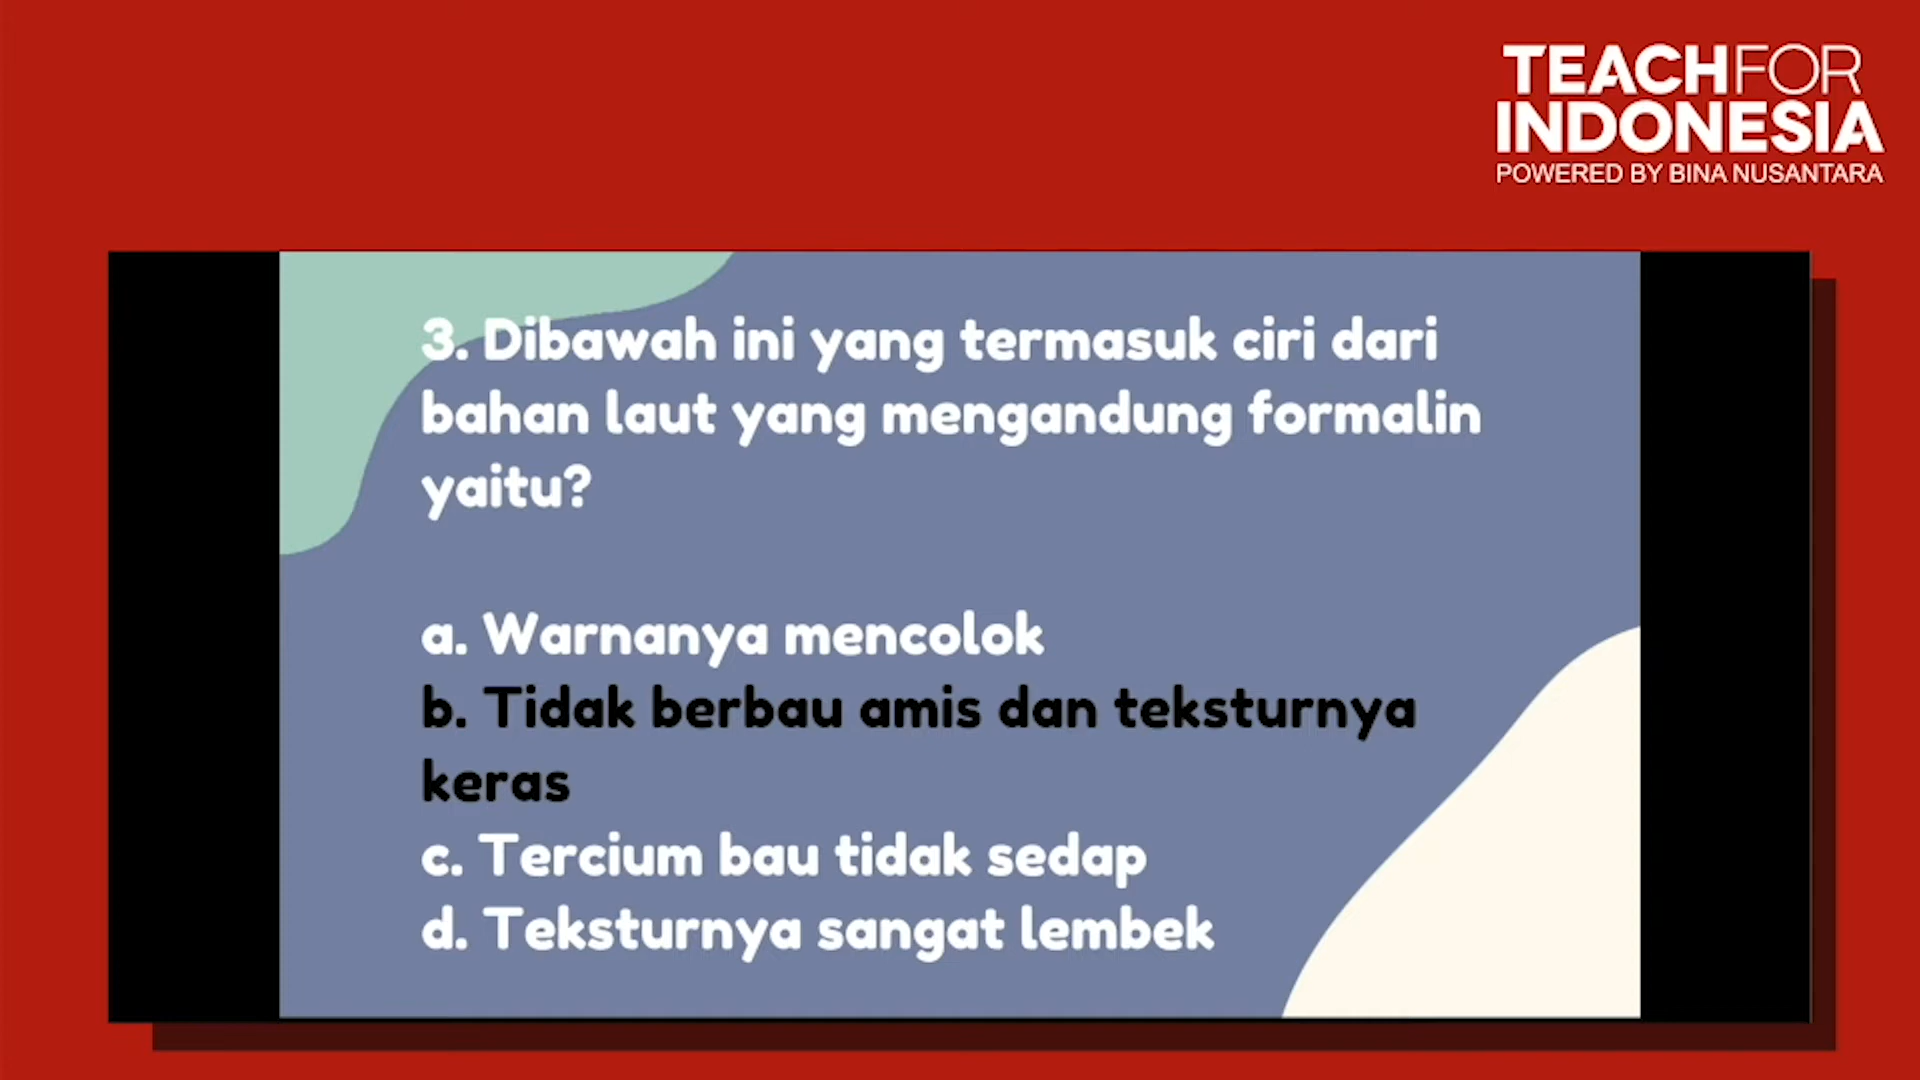 TEACHFOR
INDONESIA
POWERED BY BINA NUSANTARA
3. Dibawah ini yang termasuk ciri dari
bahan laut yang mengandung formalin
yaitu?
a. Warnanya mencolok
b. Tidak berbau amis dan teksturnya
keras
c. Tercium bau tidak sedap
d. Teksturnya sangat lembek